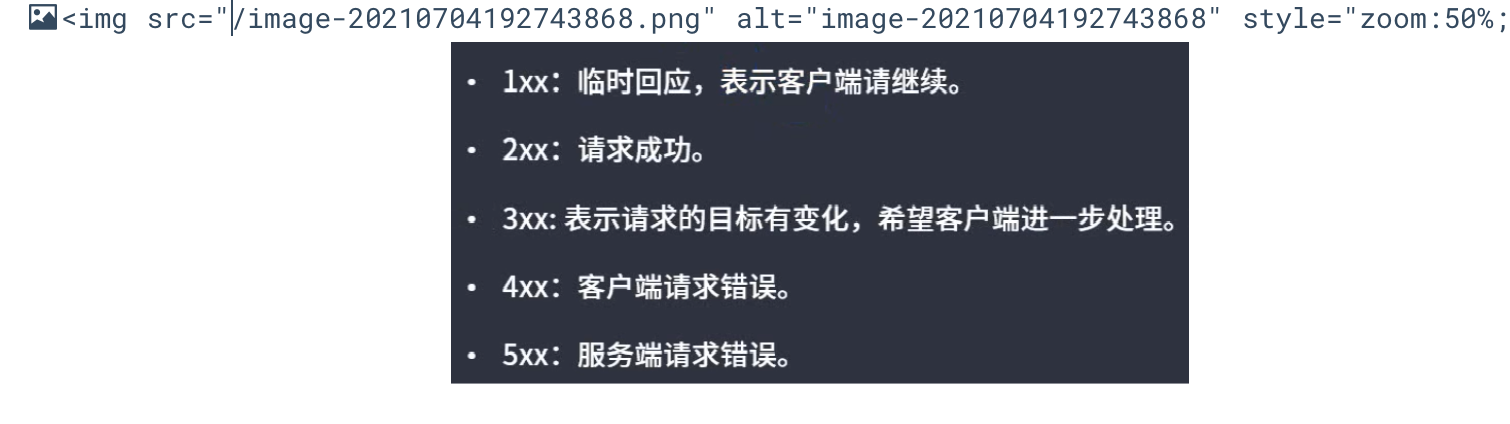 <img src="/image-20210704192743868.png" alt="image-20210704192743868" style="zoom:50%;
• 1xx：临时回应，表示客户端请继续。
• 2xx：请求成功。
• 3xx: 表示请求的目标有变化，希望客户端进一步处理。
• 4xx：客户端请求错误。
• 5xx：服务端请求错误。